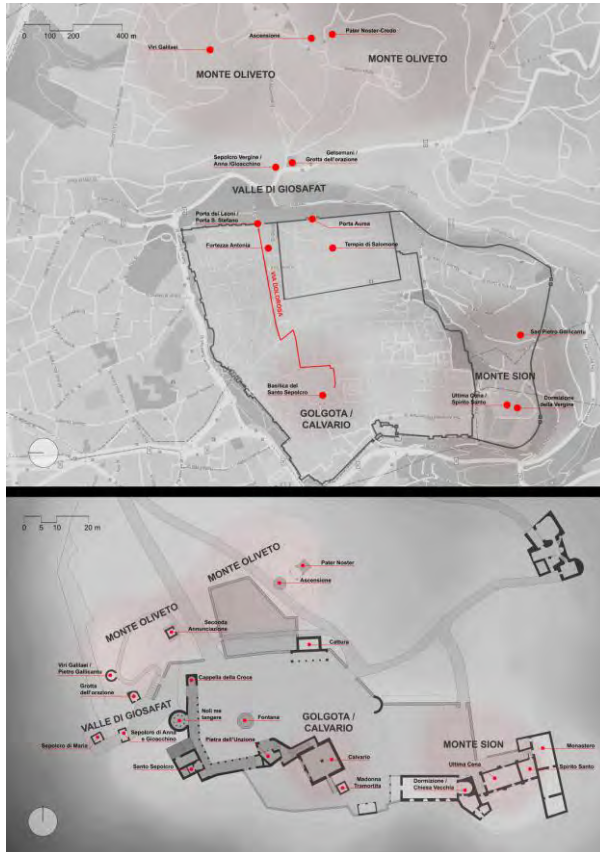 0 100 200 400 m
Viri Galilaei
Ascensione
Pater Noster-Credo
MONTE OLIVETO
MONTE OLIVETO
Sepolcro Vergine /
Anna /Gioacchino
Getsemani /
Grotta dell'orazione
VALLE DI GIOSAFAT
Porta dei Leoni /
Porta S. Stefano
Porta Aurea
Fortezza Antonia
Tempio di Salomone
VIA DOLOROSA
San Pietro Gallicantu
MONTE SION
Basilica del
Santo Sepolcro
Ultima Cena /
Spirito Santo
Dormizione
della Vergine
GOLGOTA /
CALVARIO
0 5 10 20 m
Pater Noster
MONTE OLIVETO
Ascensione
MONTE OLIVETO
Seconda
Annunciazione
Cattura
Viri Galilaei /
Pietro Gallicantu
Cappella della Croce
Grotta
dell'orazione
Noli me
tangere
Fontana
VALLE DI GIOSAFAT
GOLGOTA /
CALVARIO
Sepolcro di Anna
e Gioacchino
Sepolcro di Maria
Pietra dell'Unzione
MONTE SION
Monastero
Santo Sepolcro
Calvario
Ultima Cena
Spirito Santo
Madonna
Tramortita
Dormizione /
Chiesa Vecchia